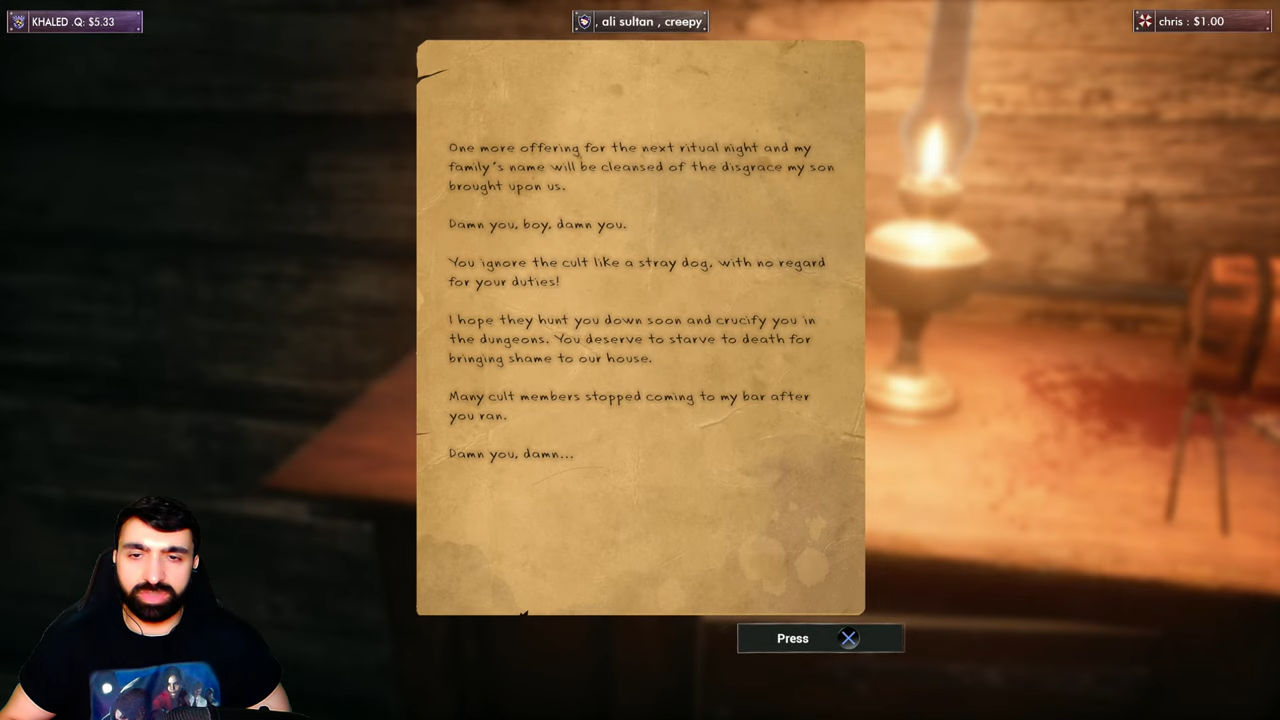 KHALED .Q: $5.33
, ali sultan , creepy
chris : $1.00
One more offering for the next ritual night and my
family's name will be cleansed of the disgrace my son
brought upon us.
Damn you, boy, damn you.
You ignore the cult like a stray dog, with no regard
for your duties!
I hope they hunt you down soon and crucify you in
the dungeons. You deserve to starve to death for
bringing shame to our house.
Many cult members stopped coming to my bar after
you ran.
Damn you, damn...
Press